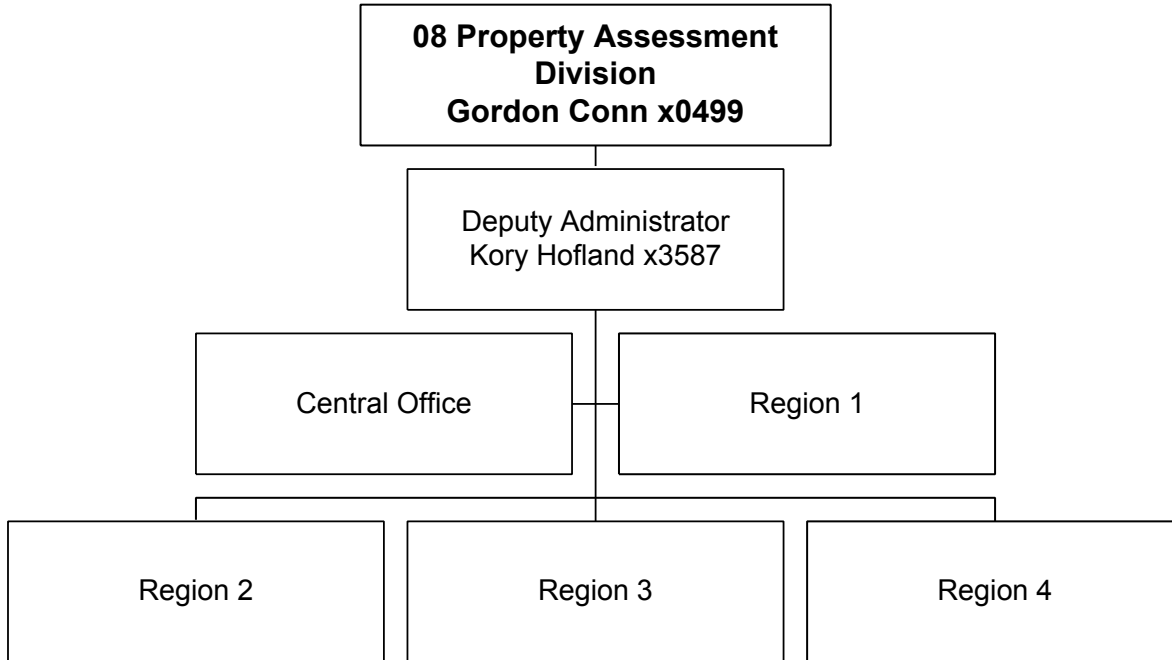 08 Property Assessment
Division
Gordon Conn x0499
Deputy Administrator
Kory Hofland x3587
Central Office
Region 1
Region 2
Region 3
Region 4